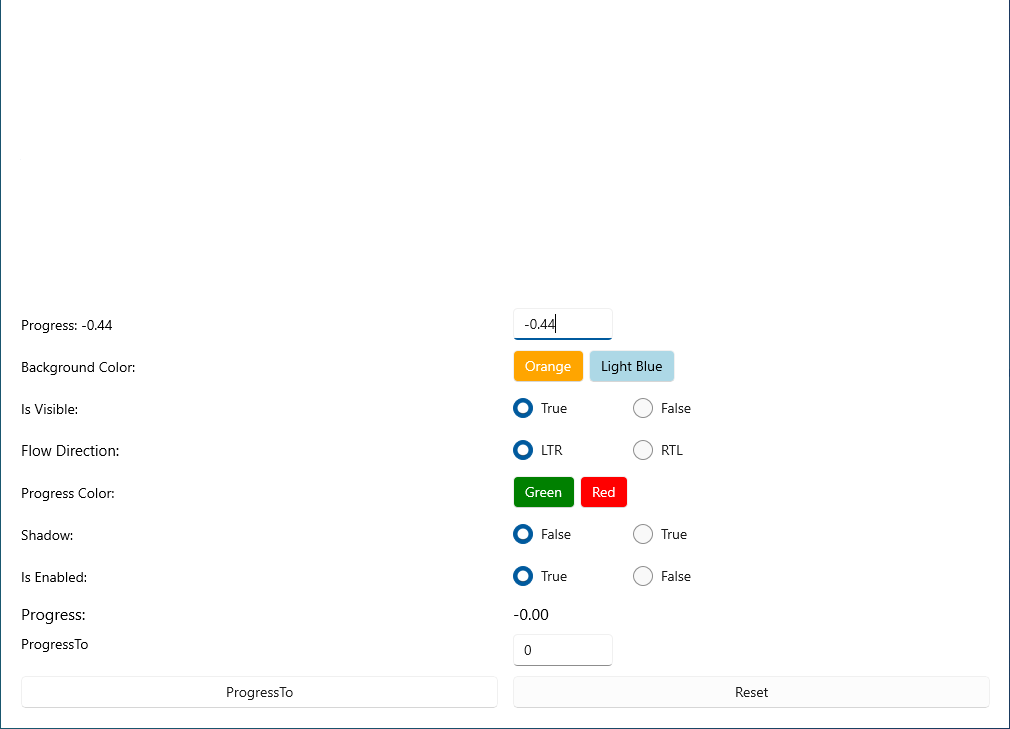 Progress: -0.44 -0.44
Background Color: Orange Light Blue
Is Visible: True False
Flow Direction: LTR RTL
Progress Color: Green Red
Shadow: False True
Is Enabled: True False
Progress: -0.00
ProgressTo 0
ProgressTo Reset